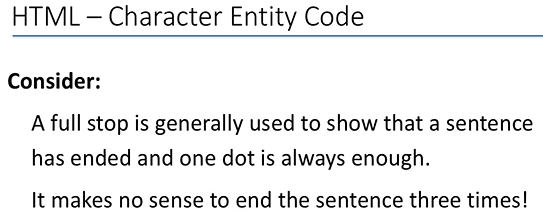 HTML – Character Entity Code
Consider:
A full stop is generally used to show that a sentence
has ended and one dot is always enough.
It makes no sense to end the sentence three times!